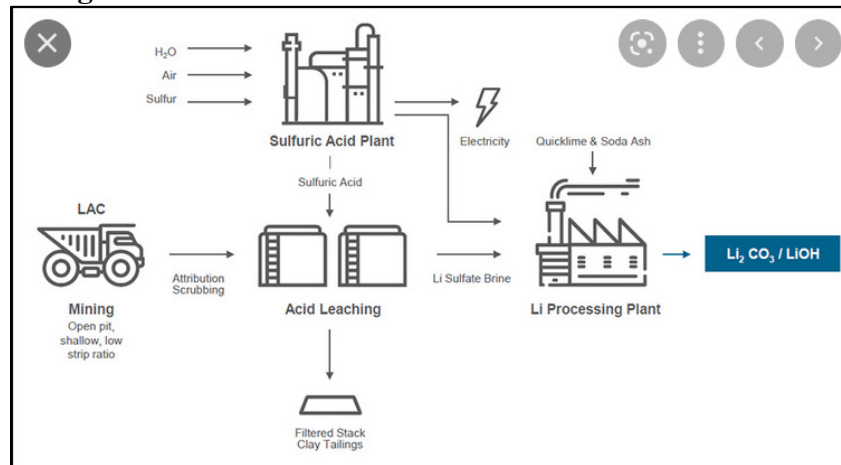 H₂O
Air
Sulfur
Sulfuric Acid Plant
Electricity
Quicklime & Soda Ash
Sulfuric Acid
LAC
Attribution
Scrubbing
Li Sulfate Brine
Li₂ CO₃ / LiOH
Mining
Open pit,
shallow, low
strip ratio
Acid Leaching
Li Processing Plant
Filtered Stack
Clay Tailings